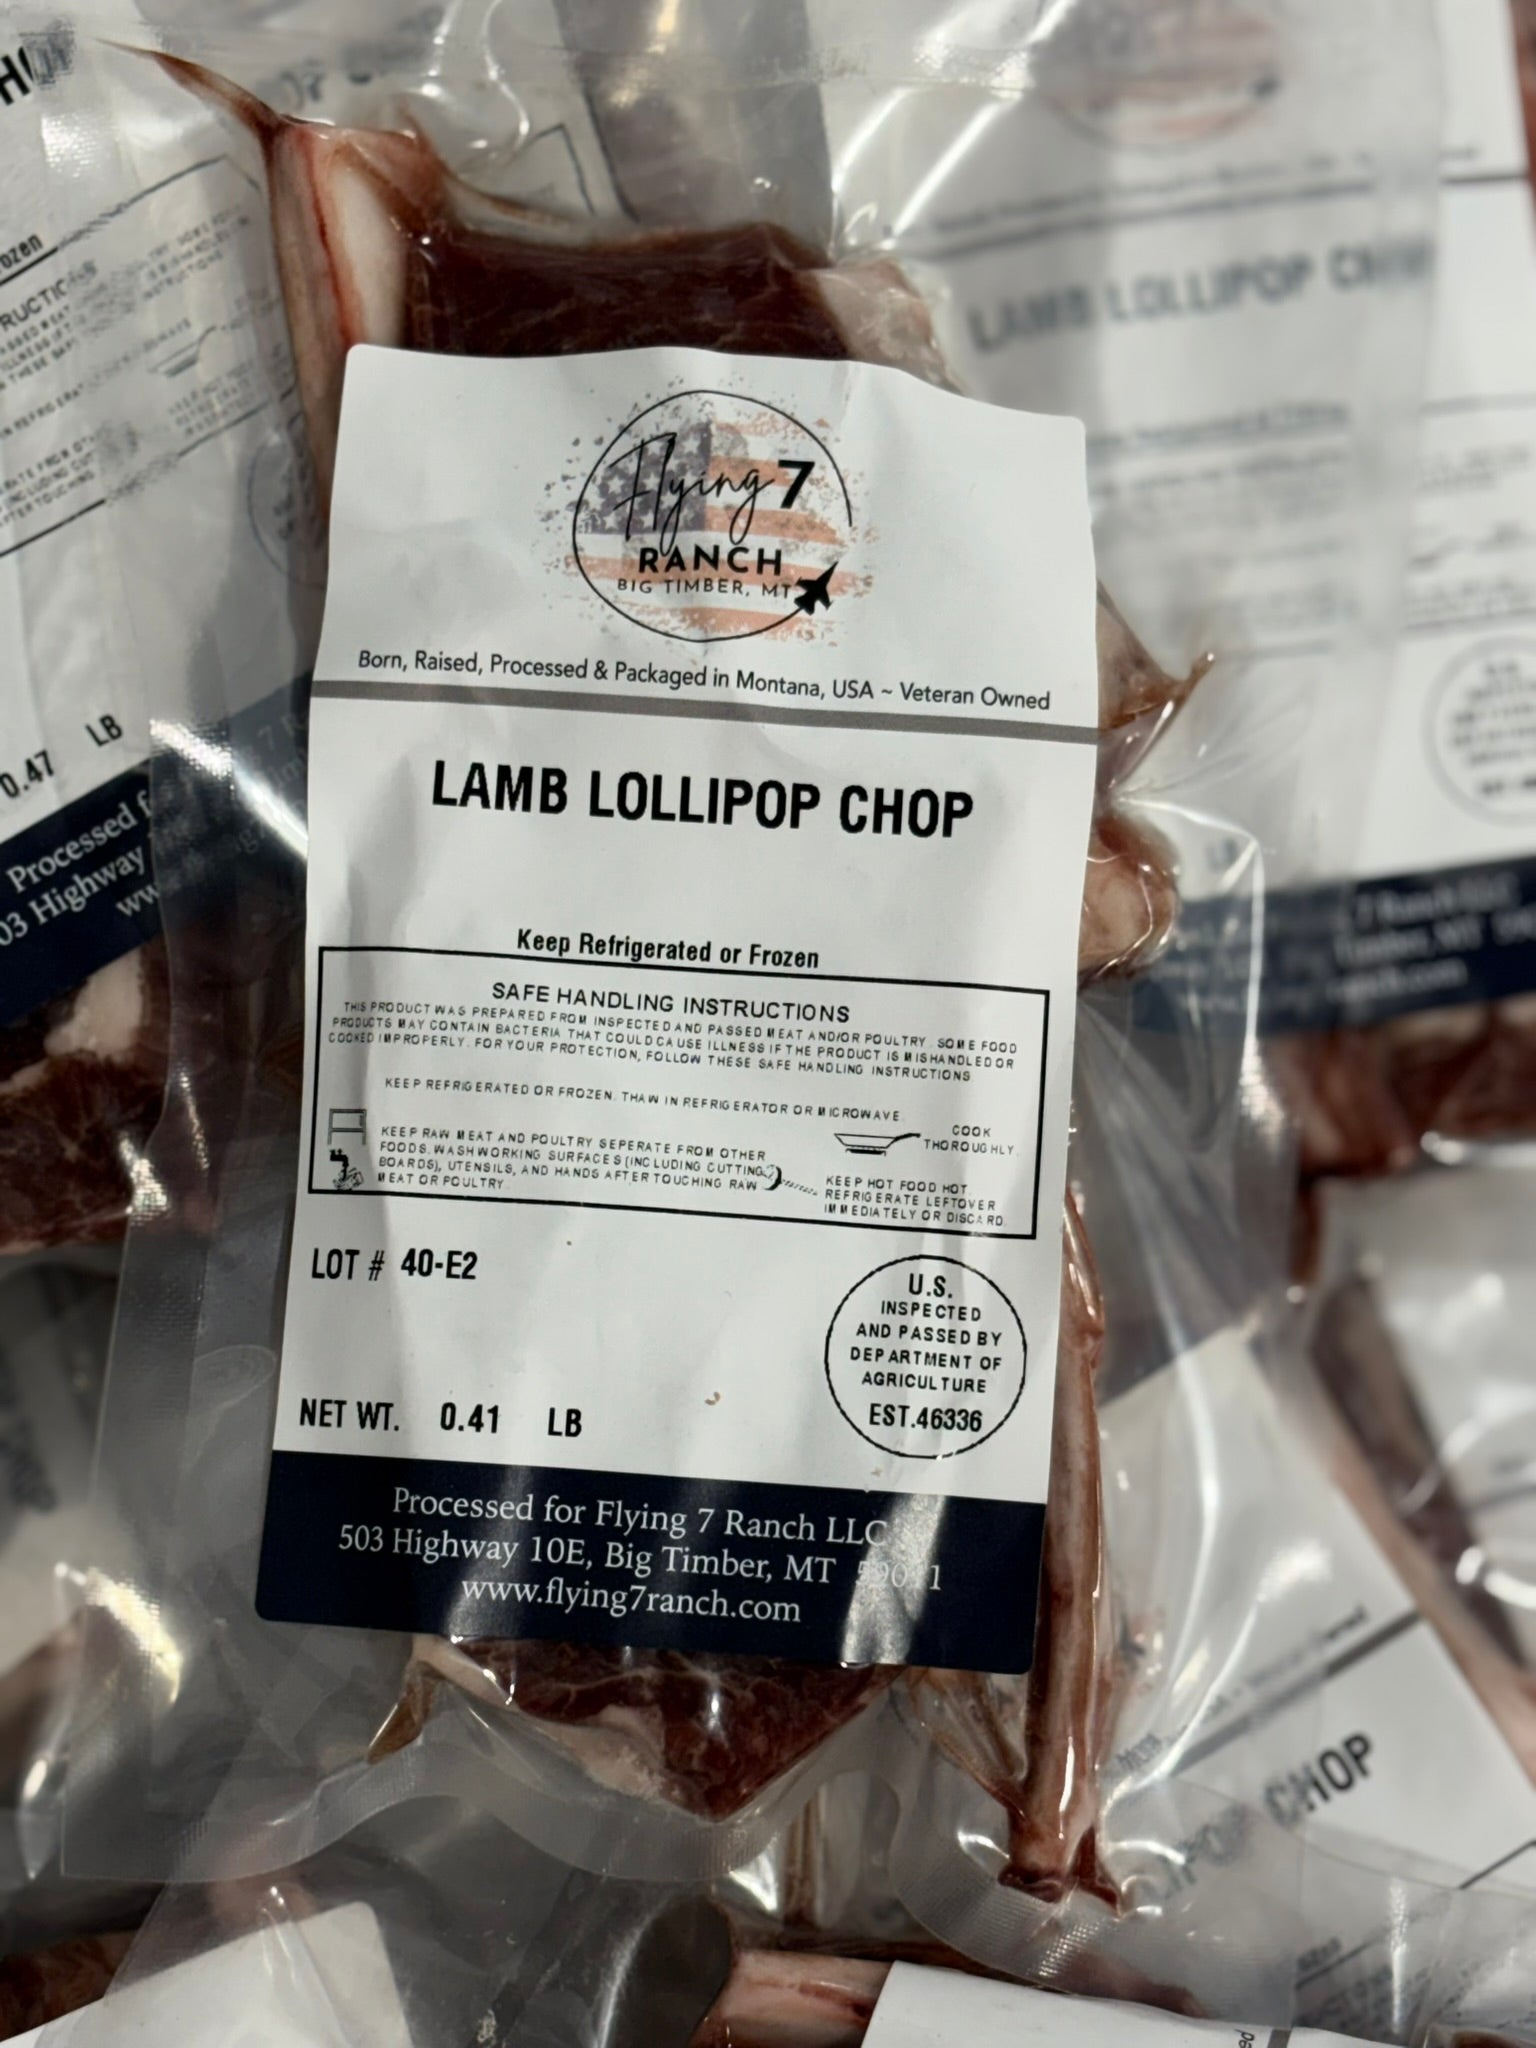 Flying 7
RANCH
BIG TIMBER, MT
Born, Raised, Processed & Packaged in Montana, USA ~ Veteran Owned
LAMB LOLLIPOP CHOP
Keep Refrigerated or Frozen
SAFE HANDLING INSTRUCTIONS
THIS PRODUCT WAS PREPARED FROM INSPECTED AND PASSED MEAT AND/OR POULTRY. SOME FOOD
PRODUCTS MAY CONTAIN BACTERIA THAT COULD CAUSE ILLNESS IF THE PRODUCT IS MISHANDLED OR
COOKED IMPROPERLY. FOR YOUR PROTECTION, FOLLOW THESE SAFE HANDLING INSTRUCTIONS.
KEEP REFRIGERATED OR FROZEN. THAW IN REFRIGERATOR OR MICROWAVE.
KEEP RAW MEAT AND POULTRY SEPERATE FROM OTHER
FOODS. WASH WORKING SURFACES (INCLUDING CUTTING
BOARDS), UTENSILS, AND HANDS AFTER TOUCHING RAW
MEAT OR POULTRY.
COOK
THOROUGHLY.
KEEP HOT FOOD HOT.
REFRIGERATE LEFTOVER
IMMEDIATELY OR DISCARD.
LOT # 40-E2
U.S.
INSPECTED
AND PASSED BY
DEPARTMENT OF
AGRICULTURE
EST.46336
NET WT. 0.41 LB
Processed for Flying 7 Ranch LLC
503 Highway 10E, Big Timber, MT
www.flying7ranch.com
0.47 LB
Processed
Highway
LAMB LOLLIPOP
CHOP